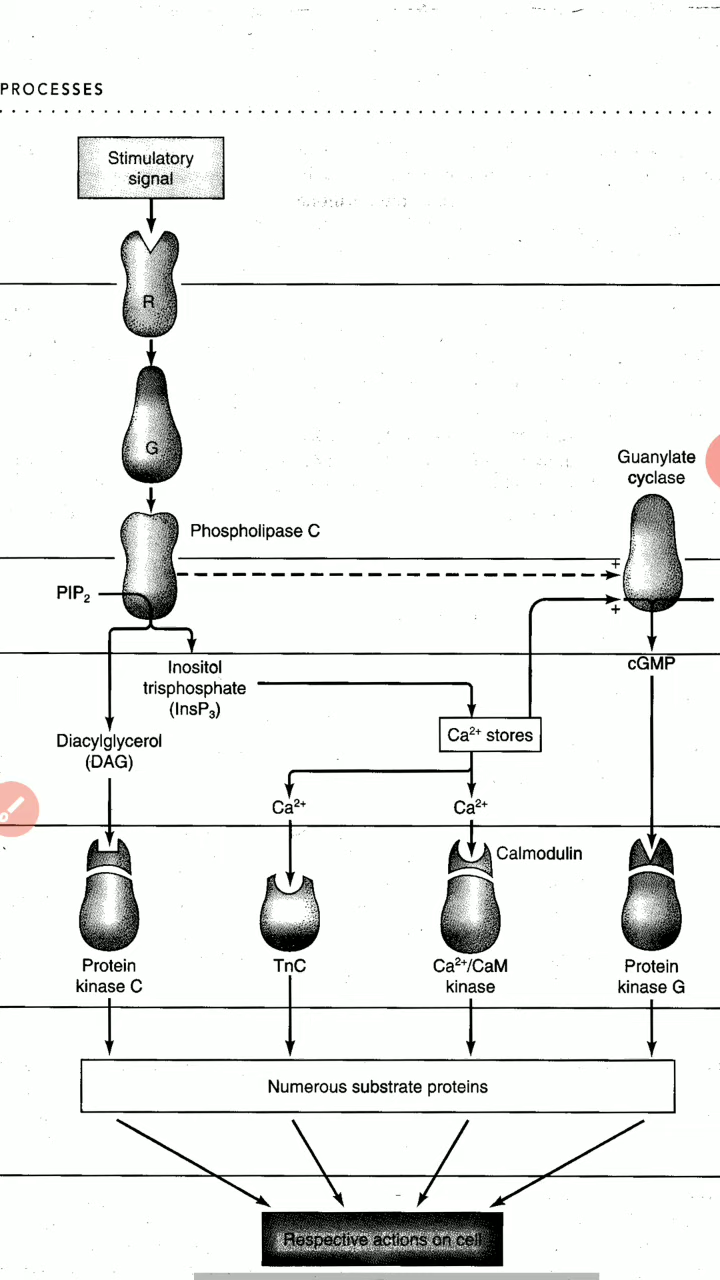 PROCESSES
Stimulatory
signal
R
G
Guanylate
cyclase
Phospholipase C
+
PIP₂
+
Inositol
trisphosphate
(InsP₃)
cGMP
Ca²⁺ stores
Diacylglycerol
(DAG)
Ca²⁺
Ca²⁺
Calmodulin
Protein
kinase C
TnC
Ca²⁺/CaM
kinase
Protein
kinase G
Numerous substrate proteins
Respective actions on cell